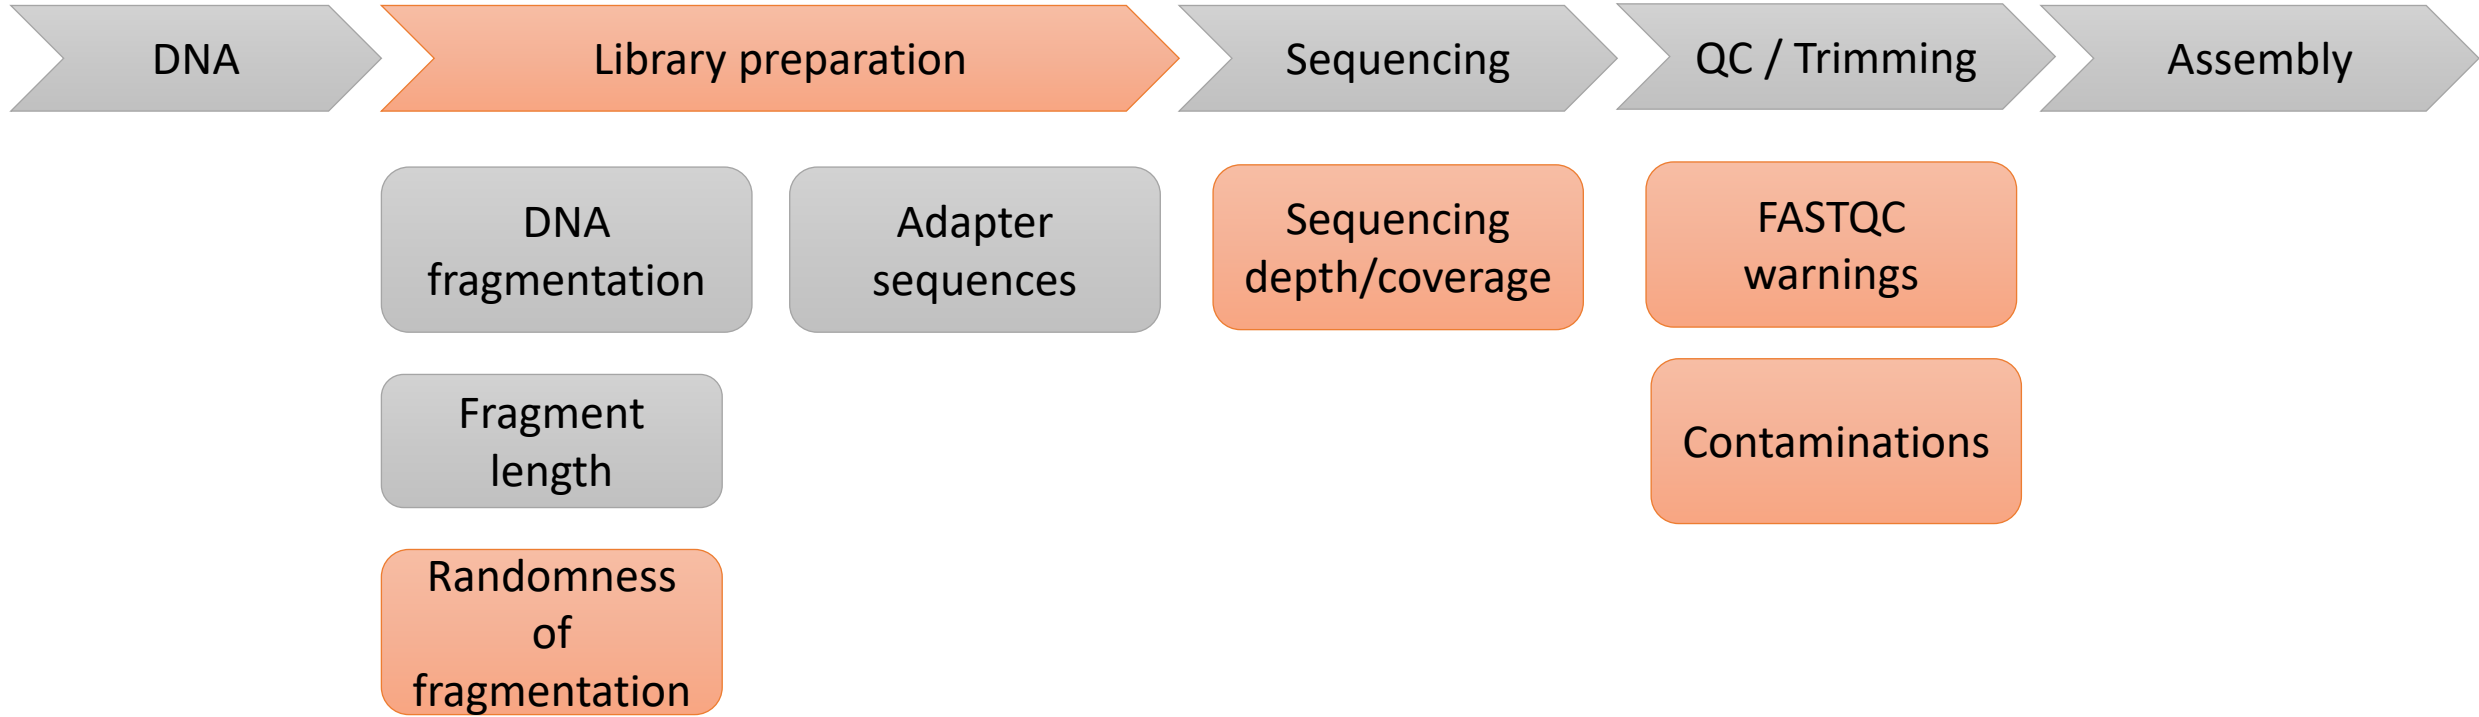 DNA
Library preparation
Sequencing
QC / Trimming
Assembly
DNA
fragmentation
Adapter
sequences
Sequencing
depth/coverage
FASTQC
warnings
Fragment
length
Contaminations
Randomness
of
fragmentation